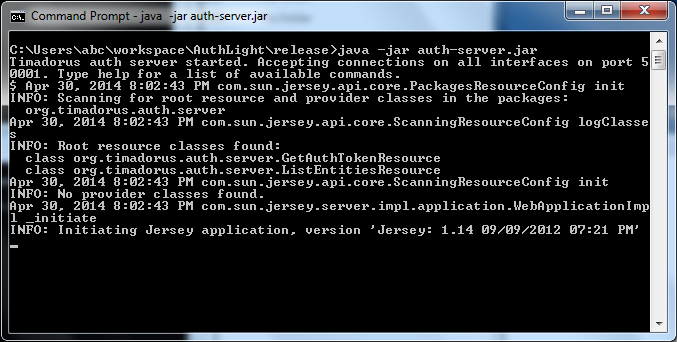 Command Prompt - java -jar auth-server.jar
C:\Users\abc\workspace\AuthLight\release>java -jar auth-server.jar
Timadorus auth server started. Accepting connections on all interfaces on port 5
0001. Type help for a list of available commands.
$ Apr 30, 2014 8:02:43 PM com.sun.jersey.api.core.PackagesResourceConfig init
INFO: Scanning for root resource and provider classes in the packages:
  org.timadorus.auth.server
Apr 30, 2014 8:02:43 PM com.sun.jersey.api.core.ScanningResourceConfig logClasse
s
INFO: Root resource classes found:
  class org.timadorus.auth.server.GetAuthTokenResource
  class org.timadorus.auth.server.ListEntitiesResource
Apr 30, 2014 8:02:43 PM com.sun.jersey.api.core.ScanningResourceConfig init
INFO: No provider classes found.
Apr 30, 2014 8:02:43 PM com.sun.jersey.server.impl.application.WebApplicationImp
l _initiate
INFO: Initiating Jersey application, version 'Jersey: 1.14 09/09/2012 07:21 PM'